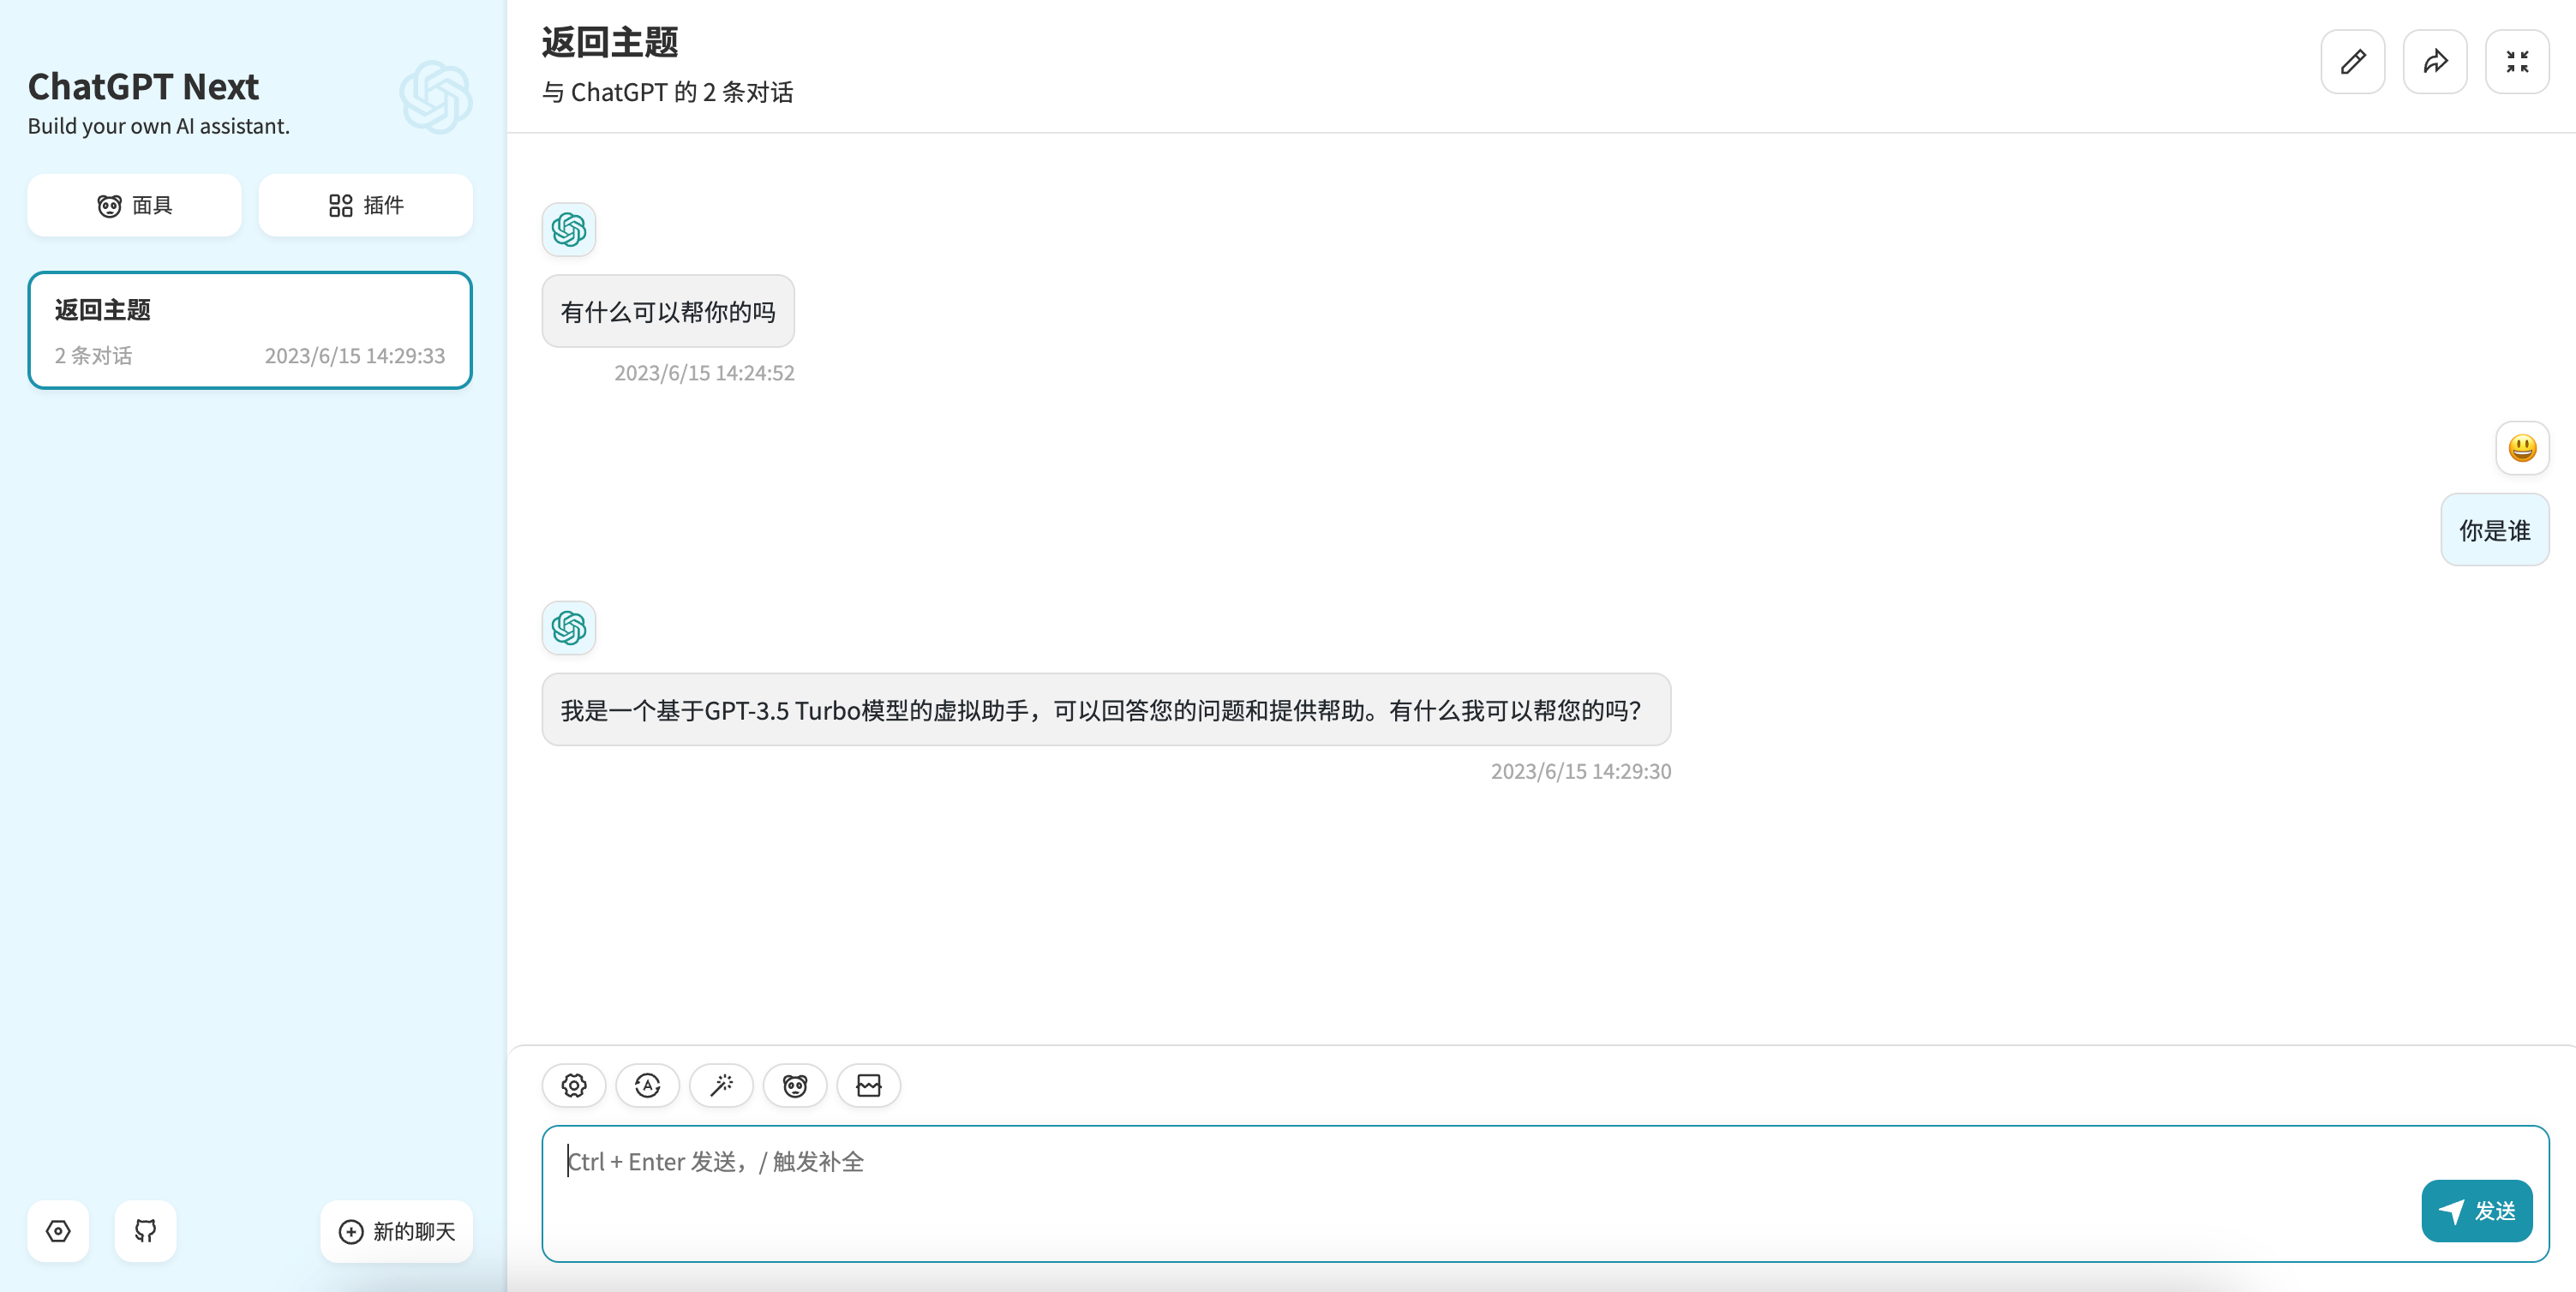 ChatGPT Next
Build your own AI assistant.
面具
插件
返回主题
2 条对话
2023/6/15 14:29:33
新的聊天
返回主题
与 ChatGPT 的 2 条对话
有什么可以帮你的吗
2023/6/15 14:24:52
你是谁
我是一个基于GPT-3.5 Turbo模型的虚拟助手，可以回答您的问题和提供帮助。有什么我可以帮您的吗？
2023/6/15 14:29:30
Ctrl + Enter 发送，/ 触发补全
发送